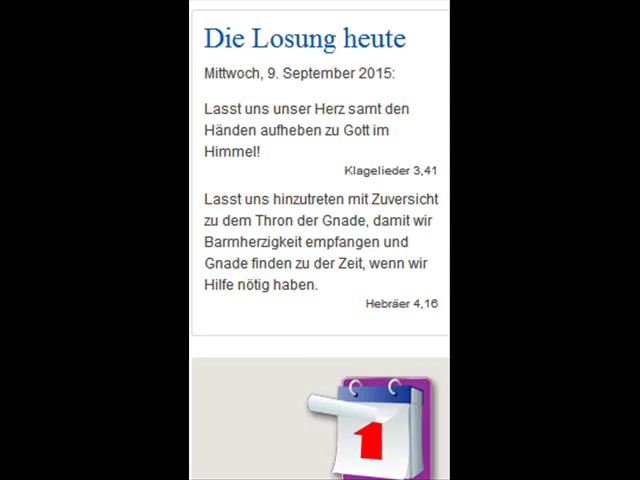 Die Losung heute
Mittwoch, 9. September 2015:
Lasst uns unser Herz samt den
Händen aufheben zu Gott im
Himmel!
Klagelieder 3,41
Lasst uns hinzutreten mit Zuversicht
zu dem Thron der Gnade, damit wir
Barmherzigkeit empfangen und
Gnade finden zu der Zeit, wenn wir
Hilfe nötig haben.
Hebräer 4,16
1